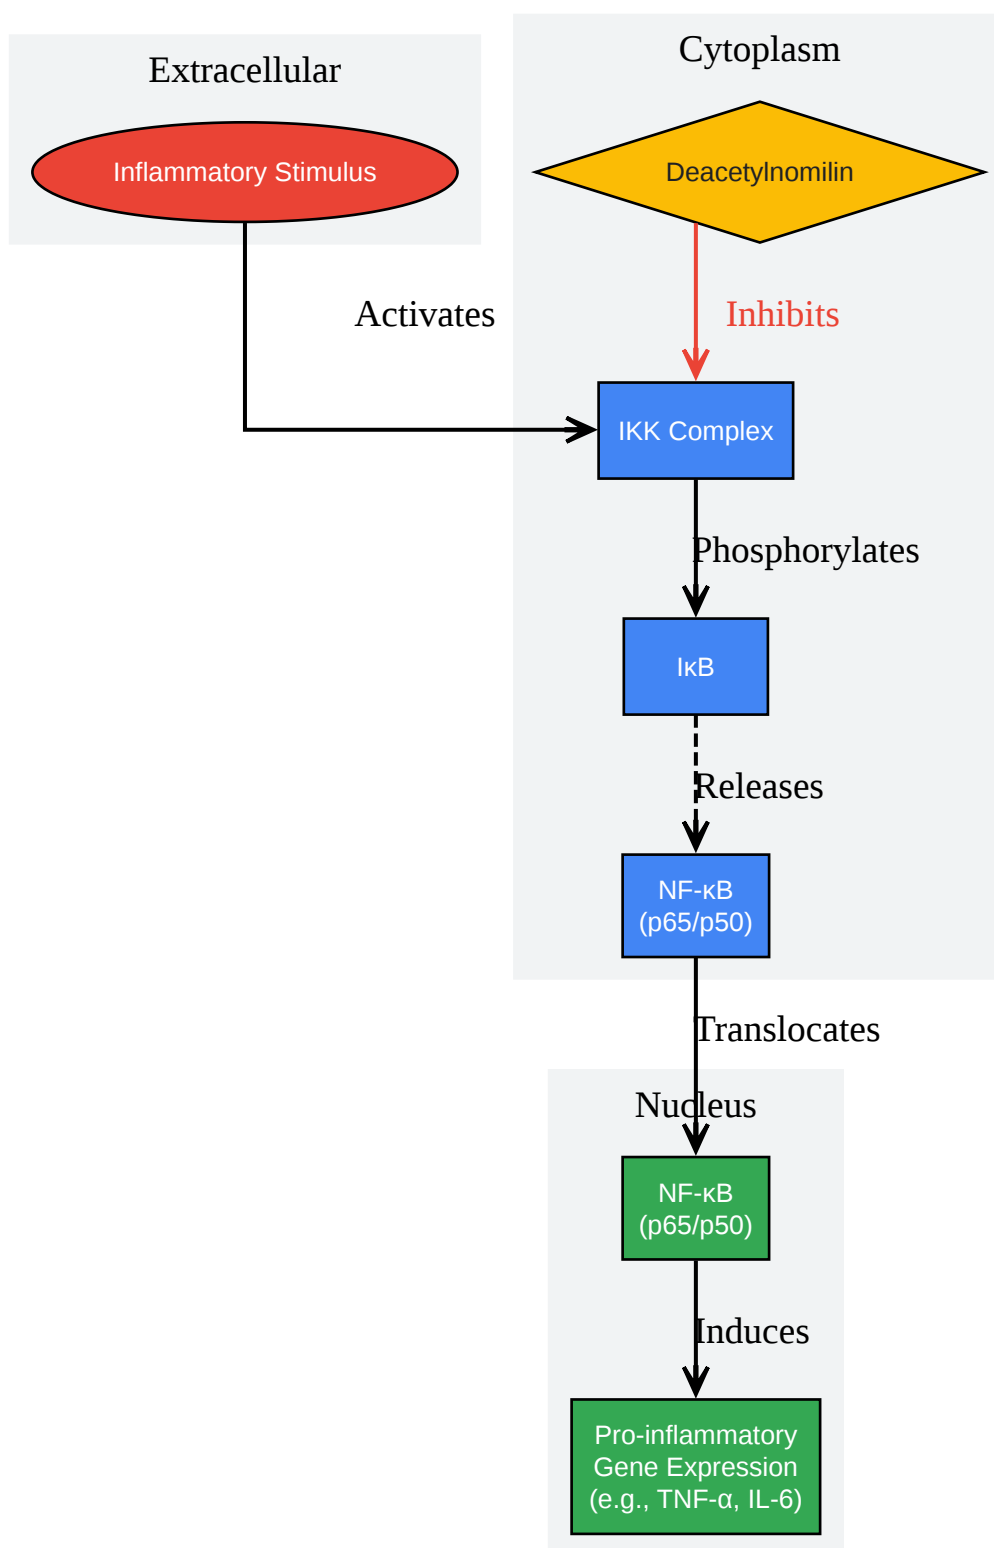 Extracellular
Cytoplasm
Inflammatory Stimulus
Deacetylnomilin
Activates
Inhibits
IKK Complex
Phosphorylates
IκB
Releases
NF-κB
(p65/p50)
Translocates
Nucleus
NF-κB
(p65/p50)
Induces
Pro-inflammatory
Gene Expression
(e.g., TNF-α, IL-6)